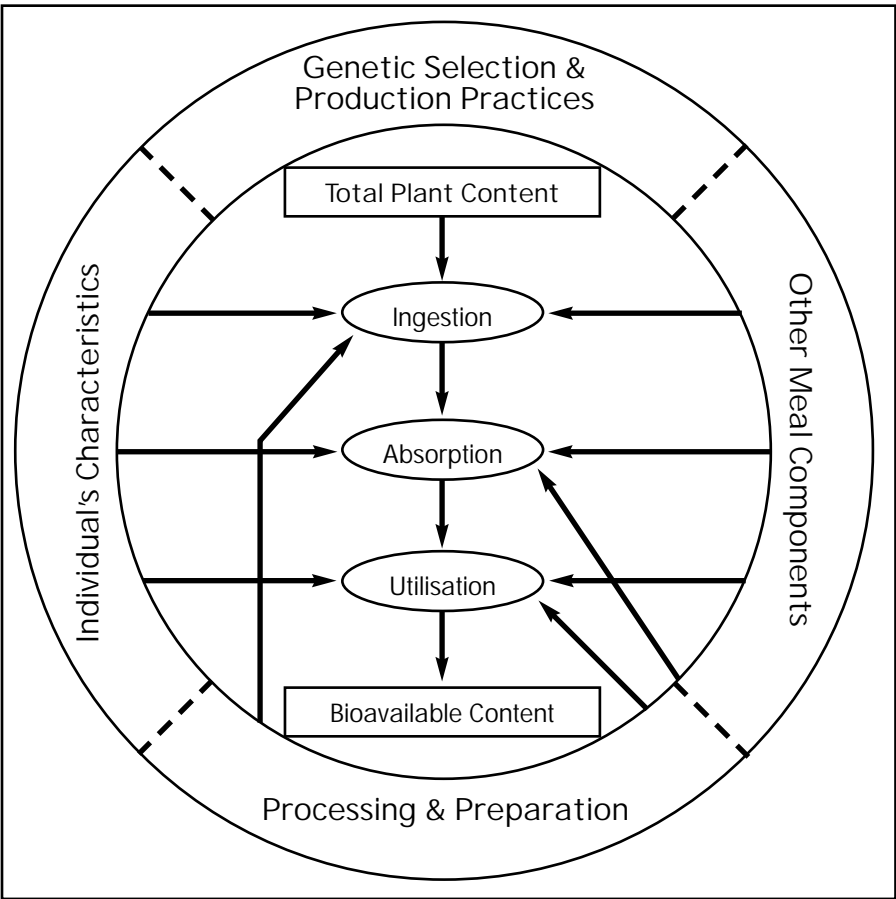 Genetic Selection &
Production Practices
Total Plant Content
Individual's Characteristics
Ingestion
Other Meal Components
Absorption
Utilisation
Bioavailable Content
Processing & Preparation